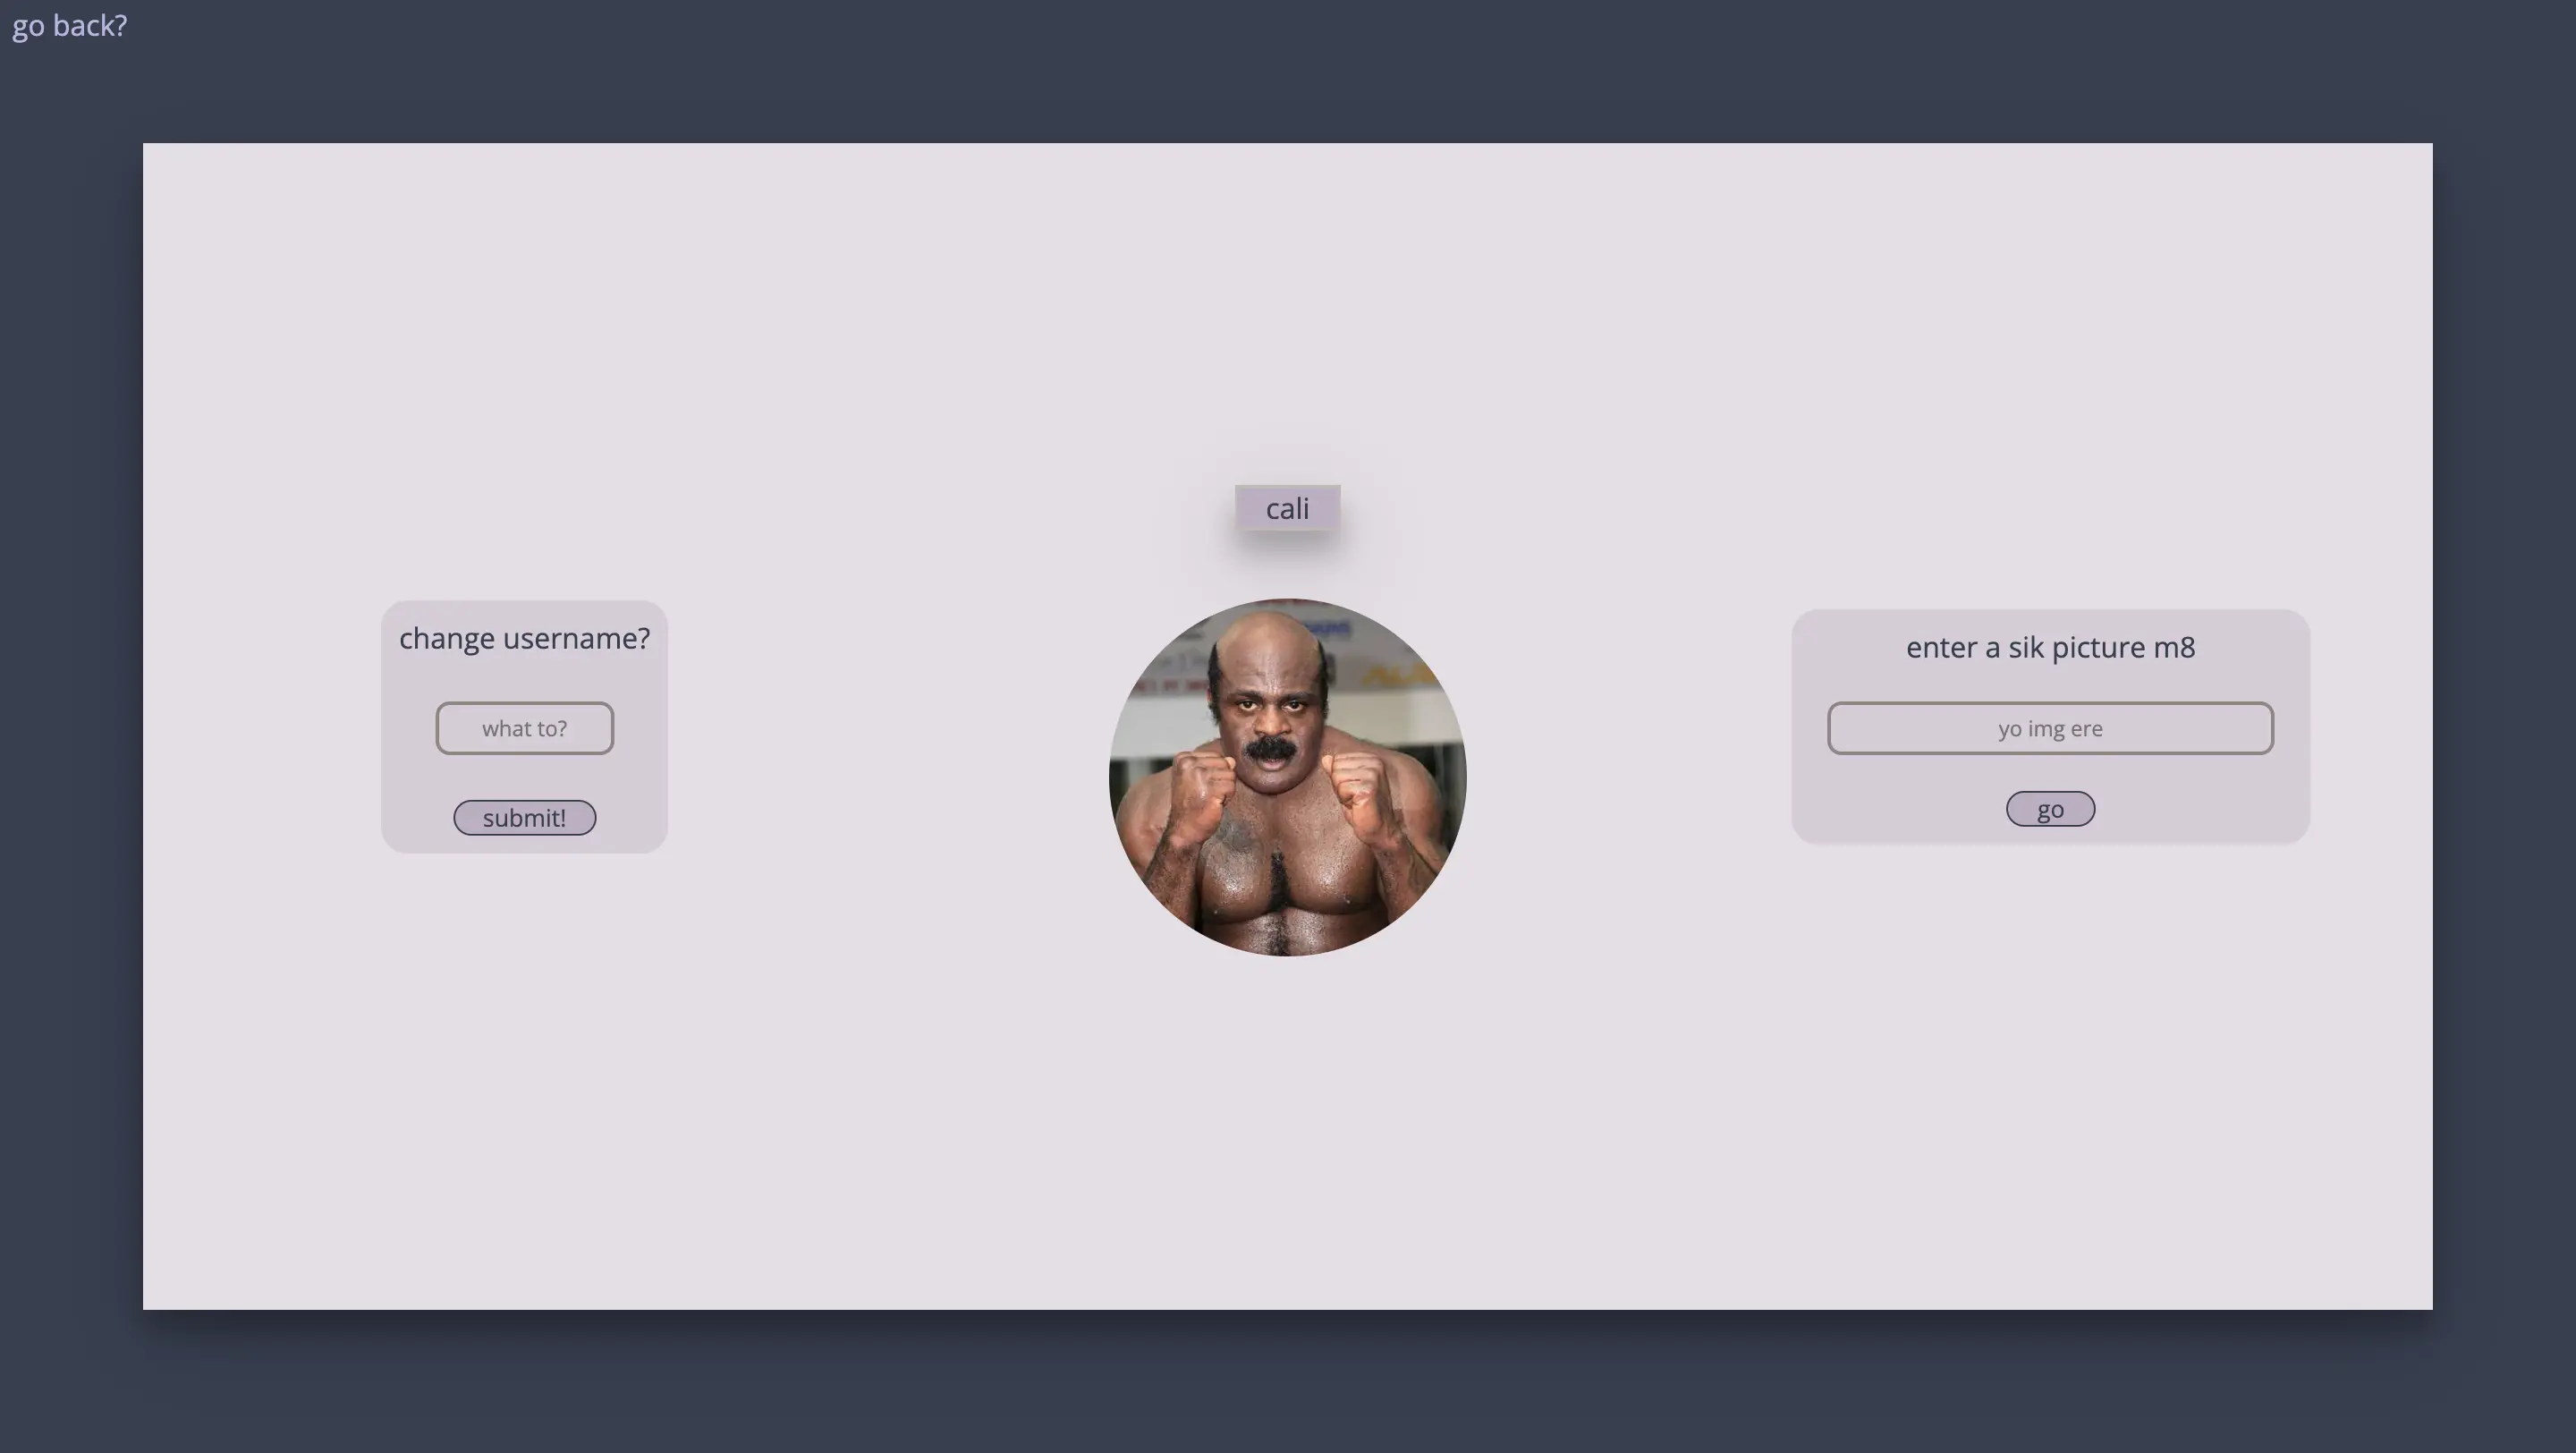 go back?
cali
change username?
what to?
submit!
enter a sik picture m8
yo img ere
go